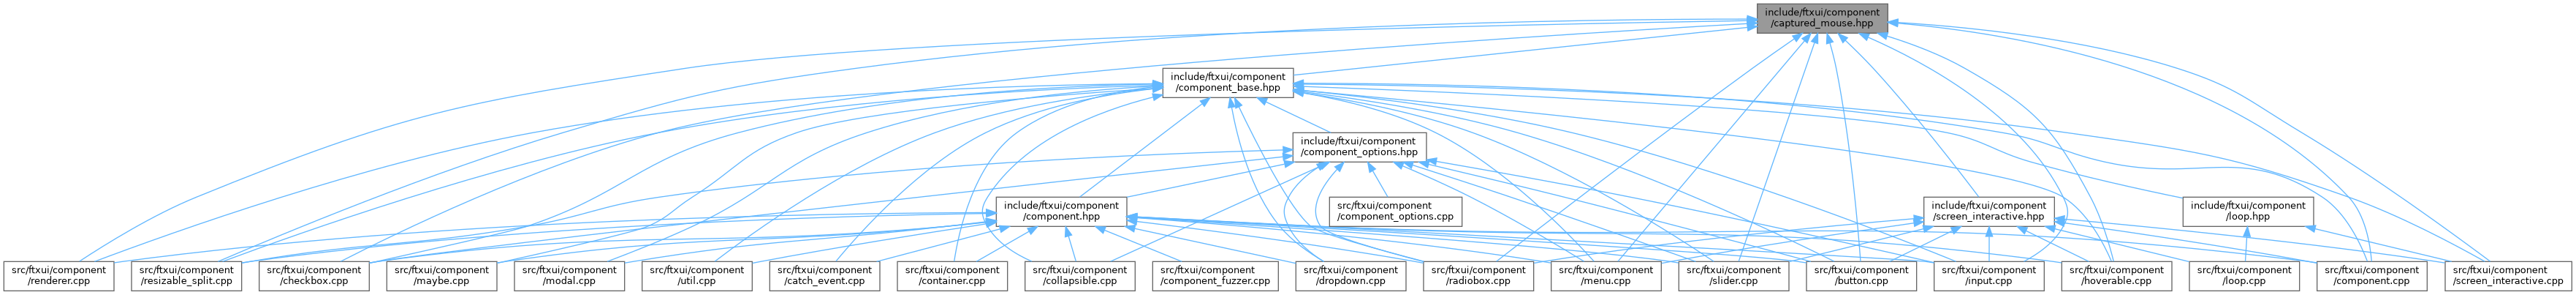 include/ftxui/component
/captured_mouse.hpp
include/ftxui/component
/component_base.hpp
include/ftxui/component
/component_options.hpp
include/ftxui/component
/component.hpp
src/ftxui/component
/component_options.cpp
include/ftxui/component
/screen_interactive.hpp
include/ftxui/component
/loop.hpp
src/ftxui/component
/renderer.cpp
src/ftxui/component
/resizable_split.cpp
src/ftxui/component
/checkbox.cpp
src/ftxui/component
/maybe.cpp
src/ftxui/component
/modal.cpp
src/ftxui/component
/util.cpp
src/ftxui/component
/catch_event.cpp
src/ftxui/component
/container.cpp
src/ftxui/component
/collapsible.cpp
src/ftxui/component
/component_fuzzer.cpp
src/ftxui/component
/dropdown.cpp
src/ftxui/component
/radiobox.cpp
src/ftxui/component
/menu.cpp
src/ftxui/component
/slider.cpp
src/ftxui/component
/button.cpp
src/ftxui/component
/input.cpp
src/ftxui/component
/hoverable.cpp
src/ftxui/component
/loop.cpp
src/ftxui/component
/component.cpp
src/ftxui/component
/screen_interactive.cpp